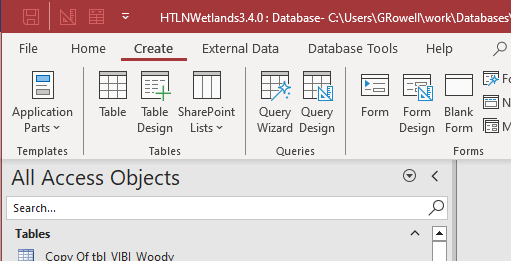 HTLNWetlands3.4.0 : Database- C:\Users\GRowell\work\Databases\
File Home Create External Data Database Tools Help
Application Parts Table Table Design SharePoint Lists Query Wizard Query Design Form Form Design Blank Form
Templates Tables Queries Forms
All Access Objects
Search...
Tables
Copy Of tbl_VIBI_Woody